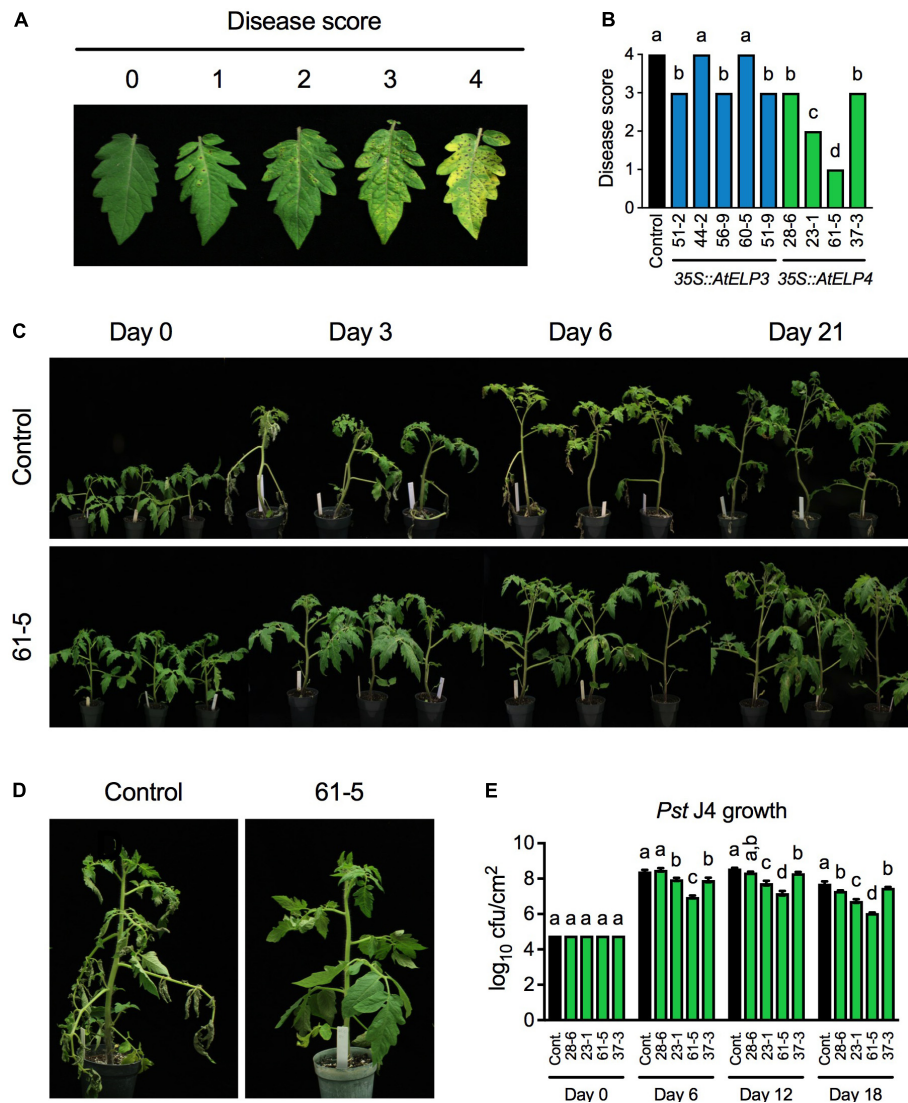 A
Disease score
0 1 2 3 4
B
a b a b a b b c d b
Disease score
4
3
2
1
0
Control 51-2 44-2 56-9 60-5 51-9 28-6 23-1 61-5 37-3
35S::AtELP3 35S::AtELP4
C
Day 0 Day 3 Day 6 Day 21
Control
61-5
D
Control 61-5
E
Pst J4 growth
log10 cfu/cm2
10
8
6
4
2
0
a a a a a a a b c b a a,b c d b a b c d b
Cont. 28-6 23-1 61-5 37-3 Cont. 28-6 23-1 61-5 37-3 Cont. 28-6 23-1 61-5 37-3 Cont. 28-6 23-1 61-5 37-3
Day 0 Day 6 Day 12 Day 18